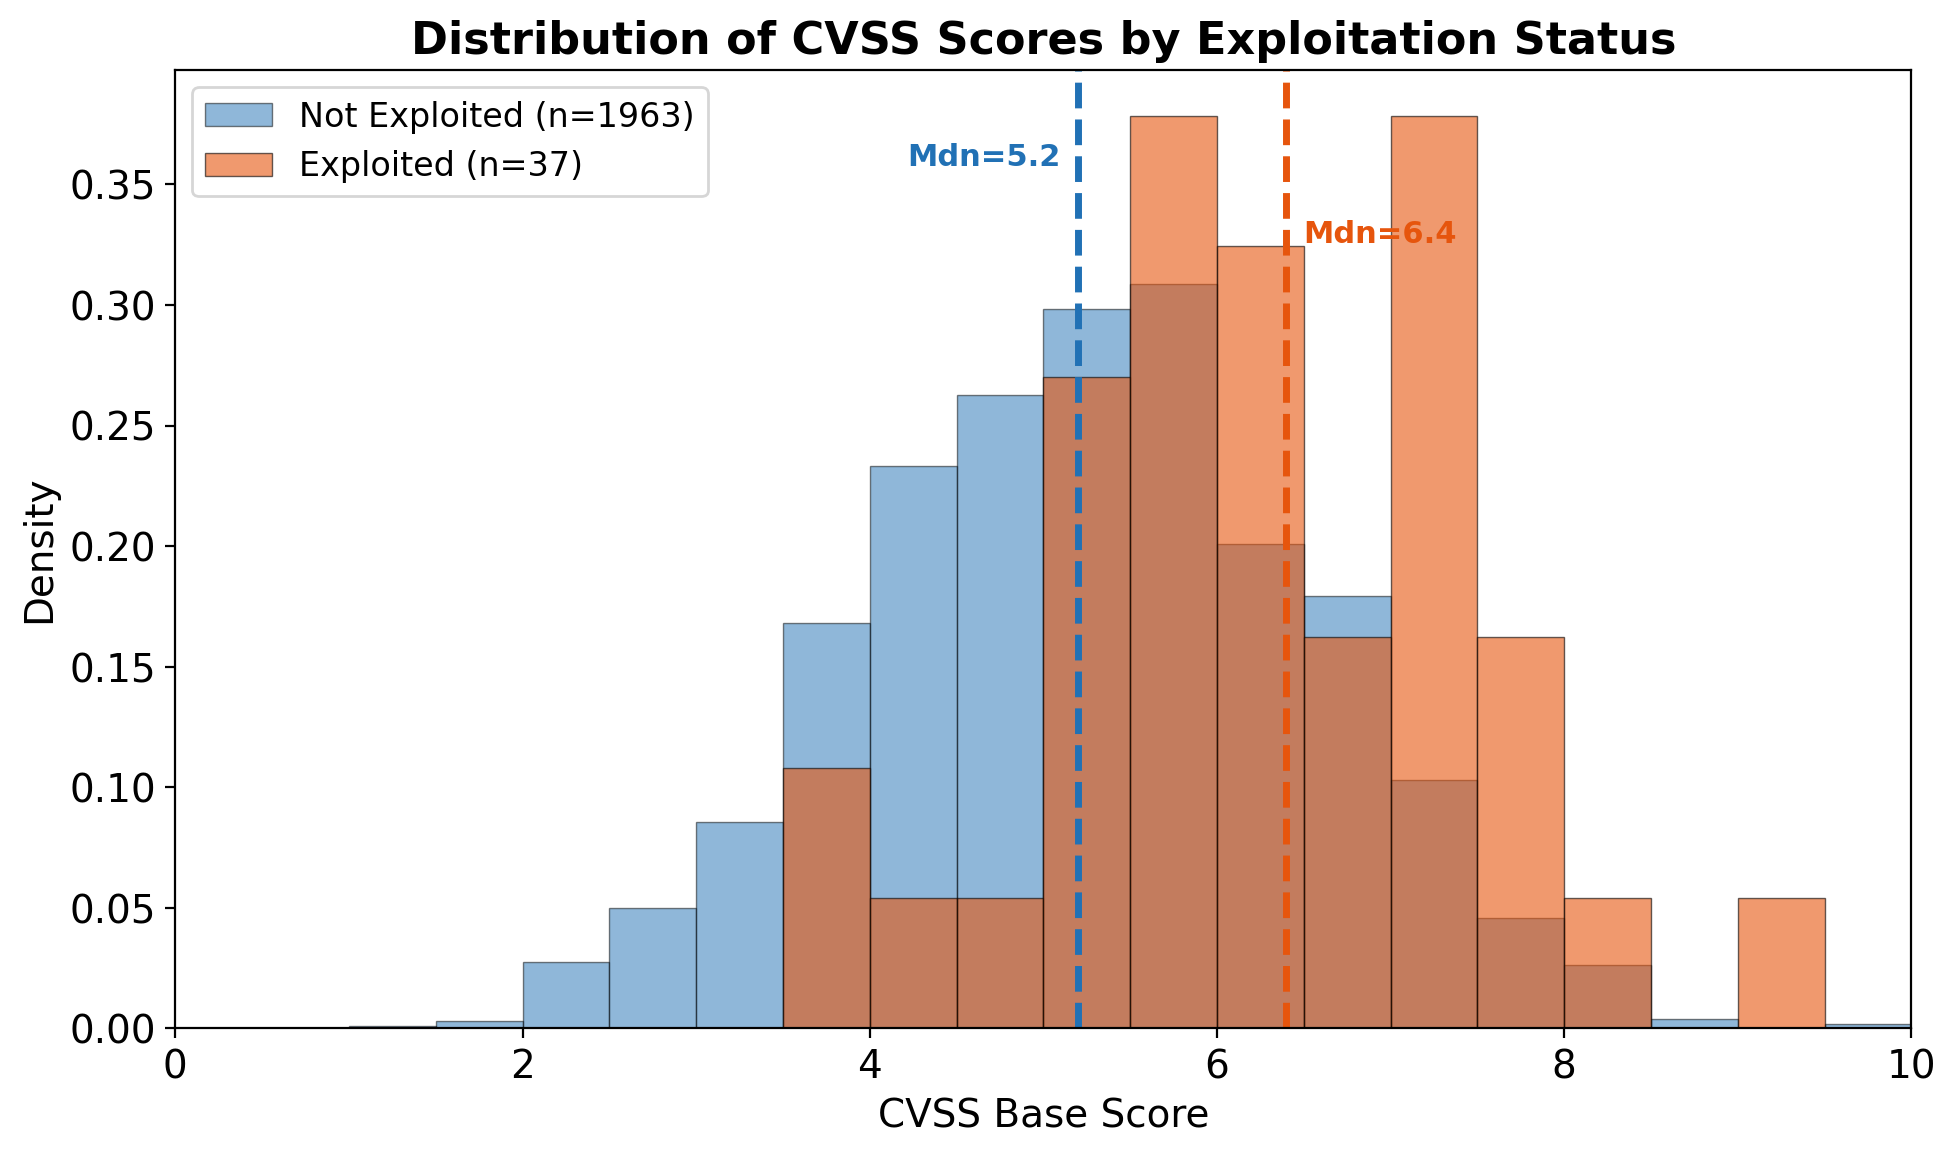 Distribution of CVSS Scores by Exploitation Status
Not Exploited (n=1963)
Exploited (n=37)
Mdn=5.2
Mdn=6.4
0.35
0.30
0.25
0.20
0.15
0.10
0.05
0.00
Density
0 2 4 6 8 10
CVSS Base Score